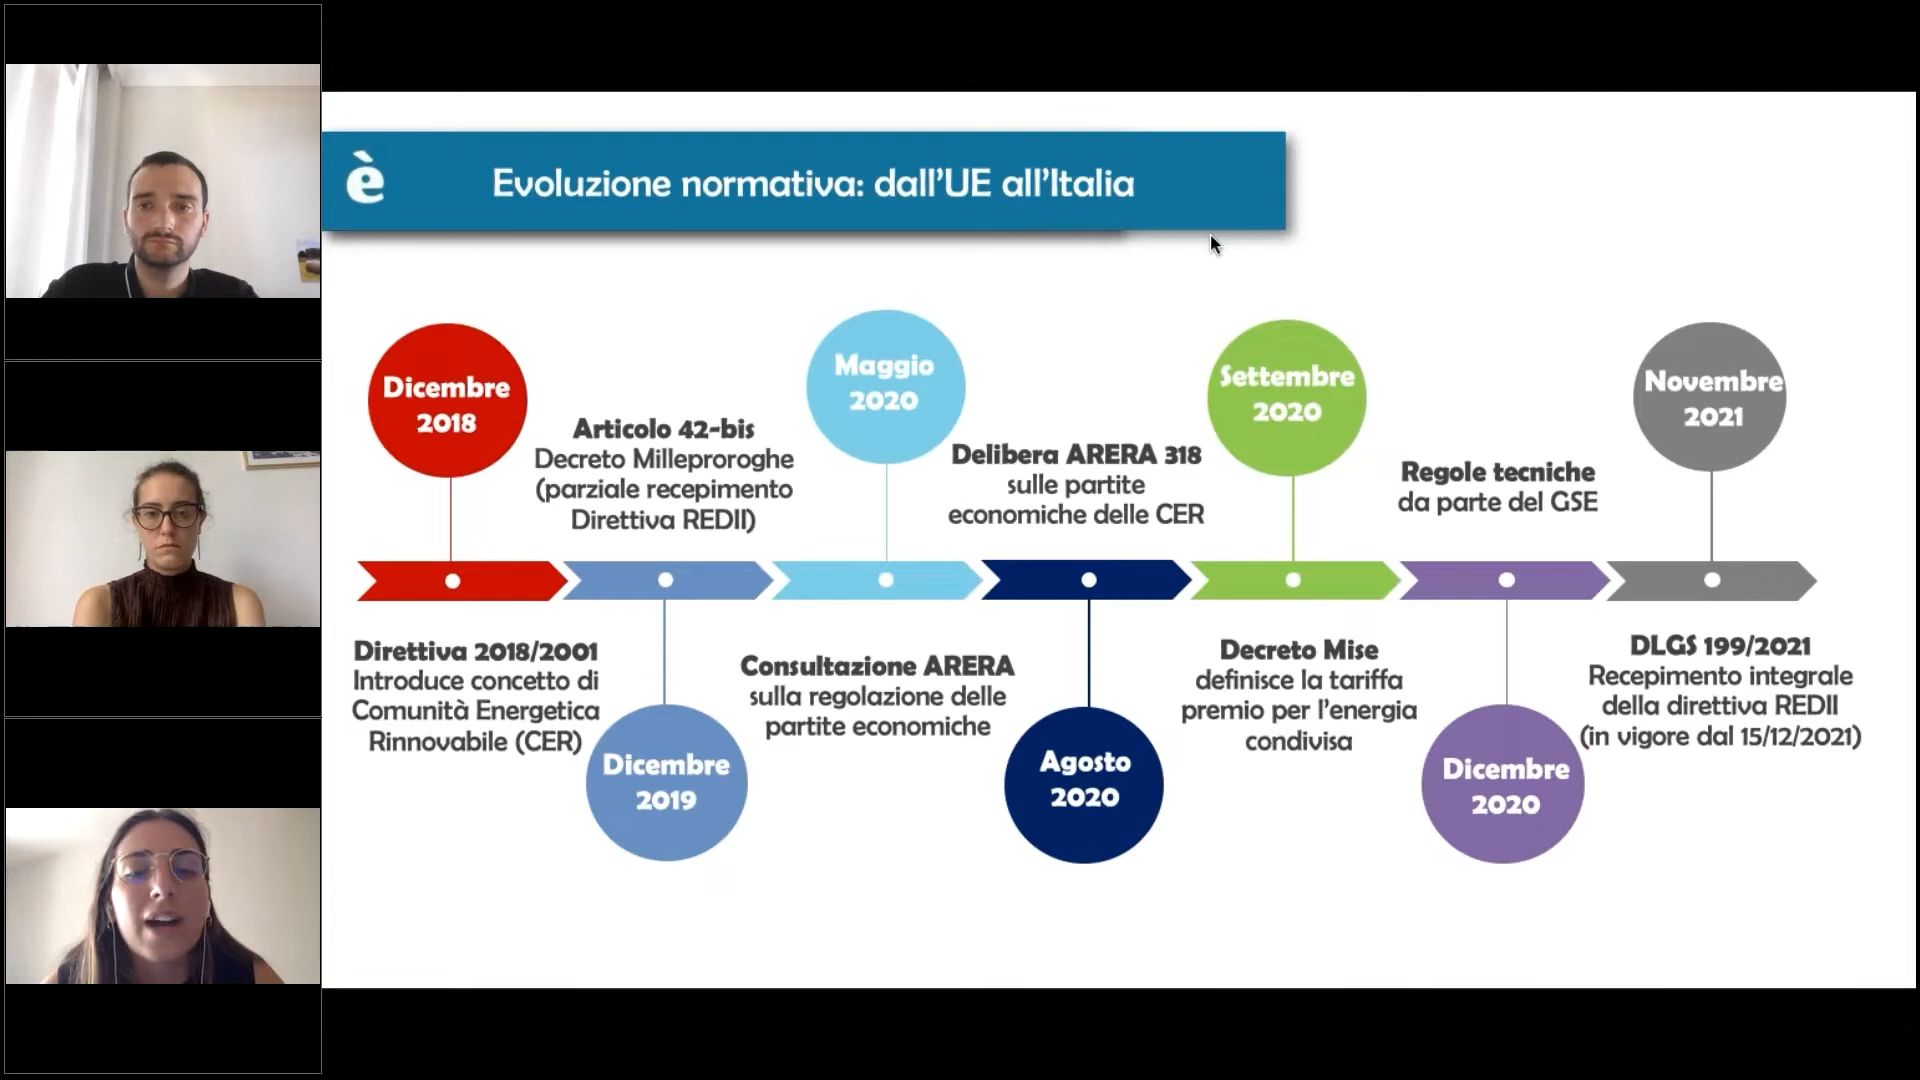 è
Evoluzione normativa: dall'UE all'Italia
Dicembre
2018
Direttiva 2018/2001
Introduce concetto di
Comunità Energetica
Rinnovabile (CER)
Articolo 42-bis
Decreto Milleproroghe
(parziale recepimento
Direttiva REDII)
Dicembre
2019
Maggio
2020
Consultazione ARERA
sulla regolazione delle
partite economiche
Delibera ARERA 318
sulle partite
economiche delle CER
Agosto
2020
Settembre
2020
Decreto Mise
definisce la tariffa
premio per l'energia
condivisa
Regole tecniche
da parte del GSE
Dicembre
2020
Novembre
2021
DLGS 199/2021
Recepimento integrale
della direttiva REDII
(in vigore dal 15/12/2021)